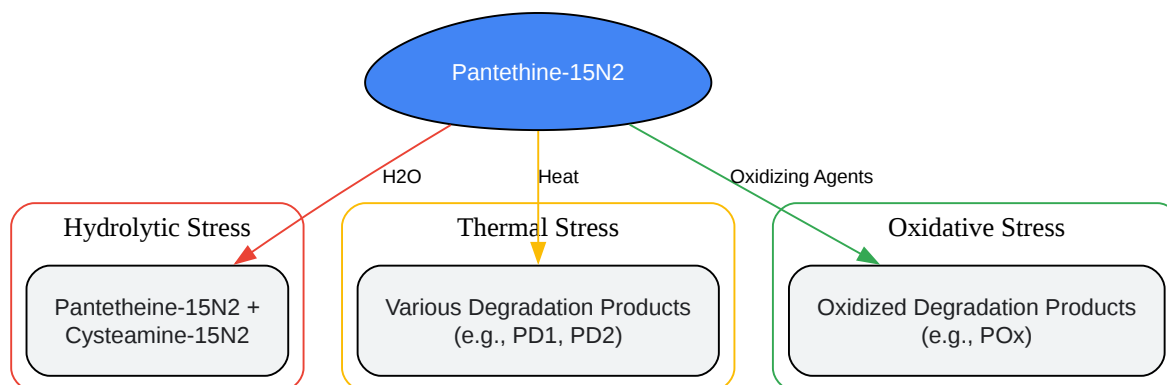 Pantethine-15N2
H2O
Heat
Oxidizing Agents
Hydrolytic Stress
Thermal Stress
Oxidative Stress
Pantetheine-15N2 +
Cysteamine-15N2
Various Degradation Products
(e.g., PD1, PD2)
Oxidized Degradation Products
(e.g., POx)